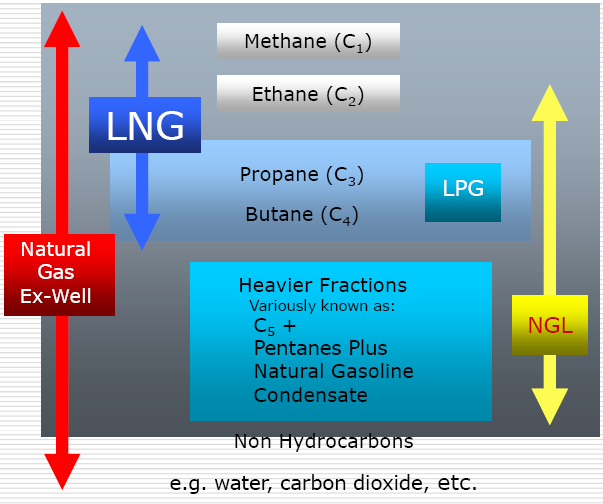 Methane (C₁)
Ethane (C₂)
LNG
Propane (C₃)
LPG
Butane (C₄)
Natural
Gas
Ex-Well
Heavier Fractions
Variously known as:
C₅ +
Pentanes Plus
Natural Gasoline
Condensate
NGL
Non Hydrocarbons
e.g. water, carbon dioxide, etc.